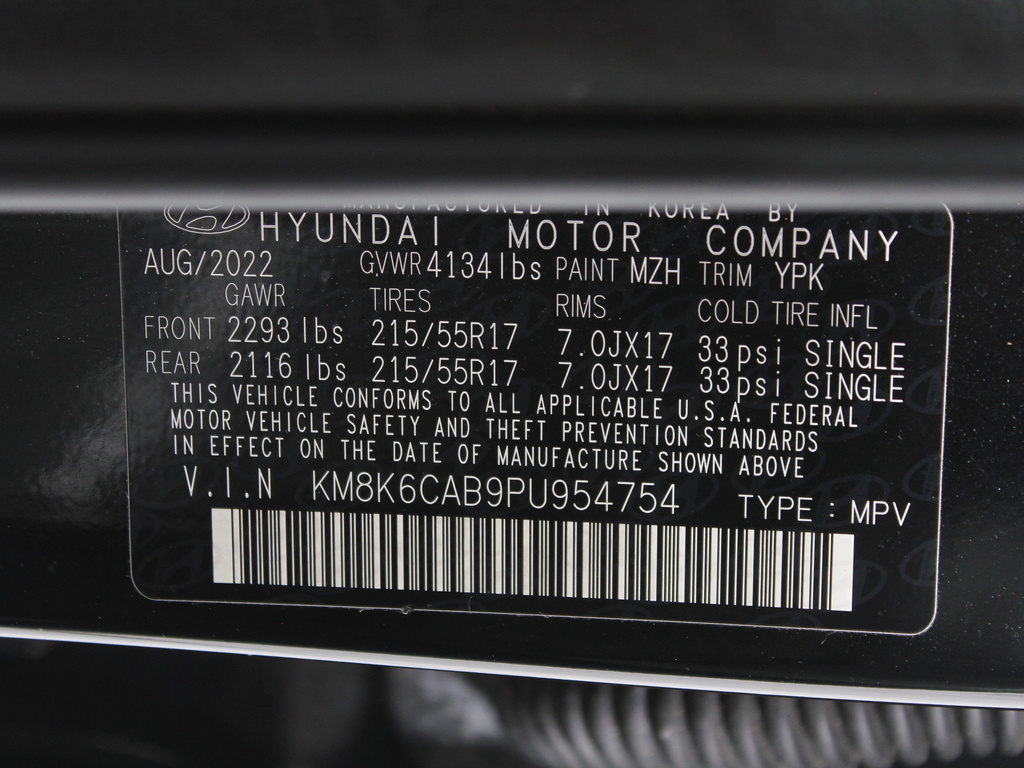 MANUFACTURED IN KOREA BY
HYUNDAI MOTOR COMPANY
AUG/2022 GVWR 4134lbs PAINT MZH TRIM YPK
GAWR TIRES RIMS COLD TIRE INFL
FRONT 2293 lbs 215/55R17 7.0JX17 33psi SINGLE
REAR 2116 lbs 215/55R17 7.0JX17 33psi SINGLE
THIS VEHICLE CONFORMS TO ALL APPLICABLE U.S.A. FEDERAL
MOTOR VEHICLE SAFETY AND THEFT PREVENTION STANDARDS
IN EFFECT ON THE DATE OF MANUFACTURE SHOWN ABOVE
V.I.N KM8K6CAB9PU954754 TYPE : MPV